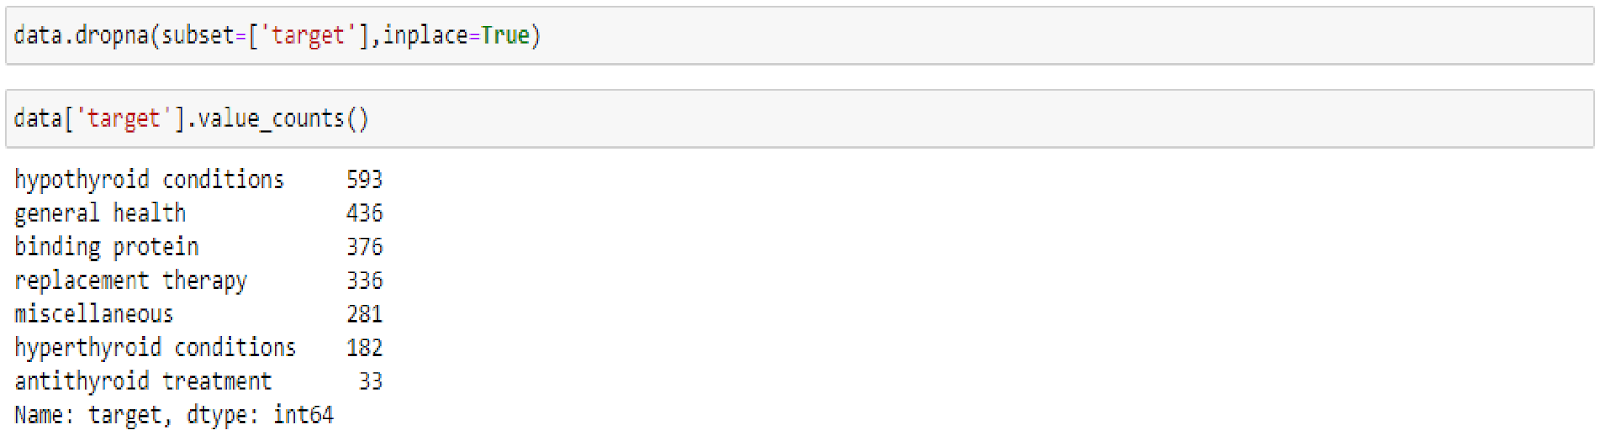 data.dropna(subset=['target'],inplace=True)
data['target'].value_counts()
hypothyroid conditions 593
general health 436
binding protein 376
replacement therapy 336
miscellaneous 281
hyperthyroid conditions 182
antithyroid treatment 33
Name: target, dtype: int64